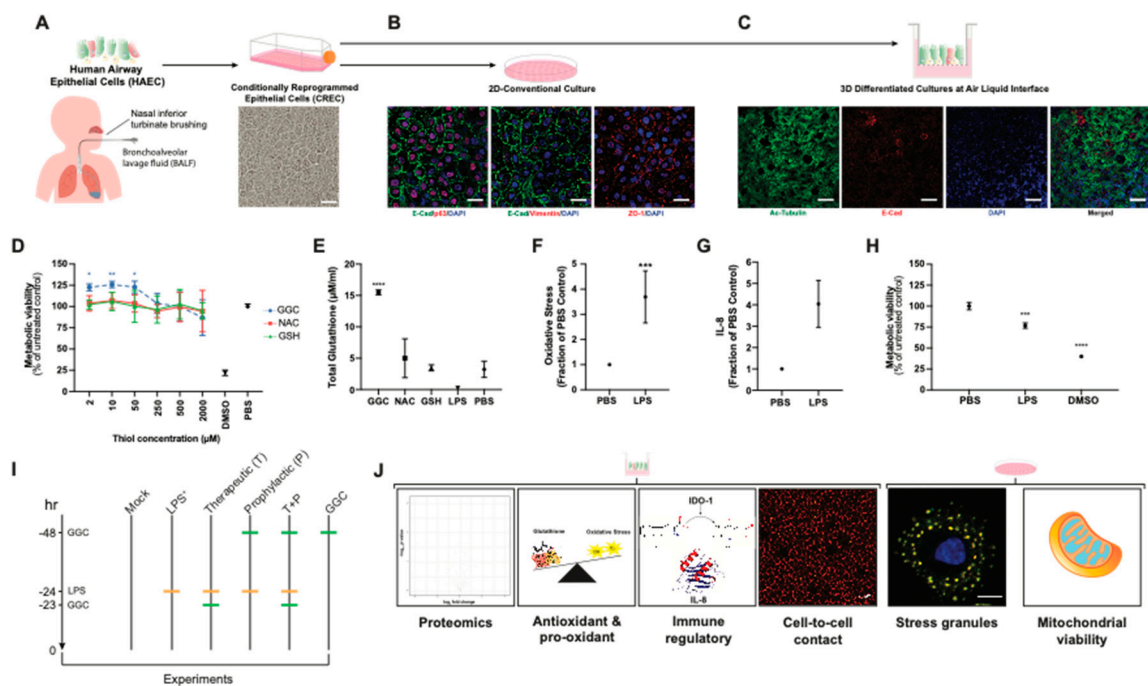 A
Human Airway
Epithelial Cells (HAEC)
Nasal inferior
turbinate brushing
Bronchoalveolar
lavage fluid (BALF)
Conditionally Reprogrammed
Epithelial Cells (CREC)
B
2D-Conventional Culture
E-Cad/p63/DAPI
E-Cad/Vimentin/DAPI
ZO-1/DAPI
C
3D Differentiated Cultures at Air Liquid Interface
Ac-Tubulin
E-Cad
DAPI
Merged
D
Metabolic viability
(% of untreated control)
150
125
100
75
50
25
0
* ** *
2 10 50 250 500 2000 DMSO PBS
Thiol concentration (µM)
GGC
NAC
GSH
E
Total Glutathione (µM/ml)
20
15
10
5
0
****
GGC NAC GSH LPS PBS
F
Oxidative Stress
(Fraction of PBS Control)
6
5
4
3
2
1
0
***
PBS LPS
G
IL-8
(Fraction of PBS Control)
6
5
4
3
2
1
0
PBS LPS
H
Metabolic viability
(% of untreated control)
150
125
100
75
50
25
0
***
****
PBS LPS DMSO
I
hr
Mock
LPS+
Therapeutic (T)
Prophylactic (P)
T+P
GGC
-48 GGC
-24 LPS
-23 GGC
0
Experiments
J
log2 fold change
Proteomics
Glutathione
Oxidative Stress
Antioxidant &
pro-oxidant
IDO-1
IL-8
Immune
regulatory
Cell-to-cell
contact
Stress granules
Mitochondrial
viability